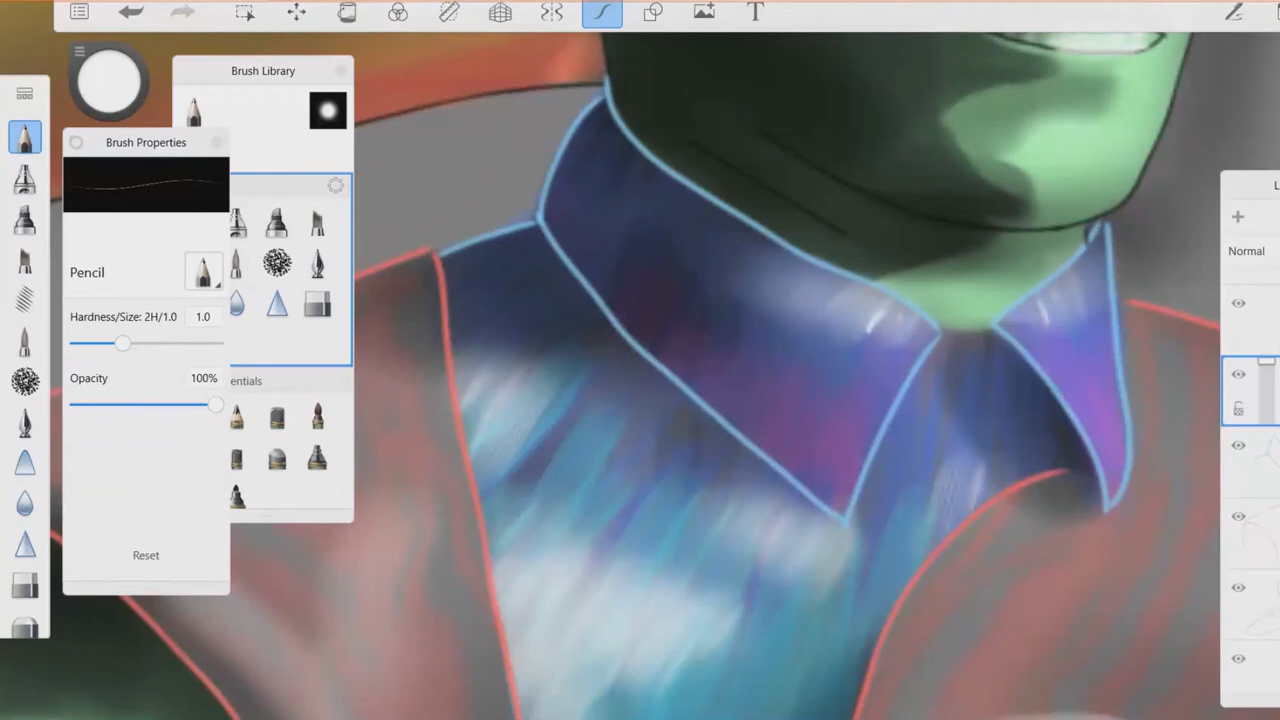 Brush Library
Brush Properties
Pencil
Hardness/Size: 2H/1.0 1.0
Opacity 100%
entials
Reset
L
Normal
T